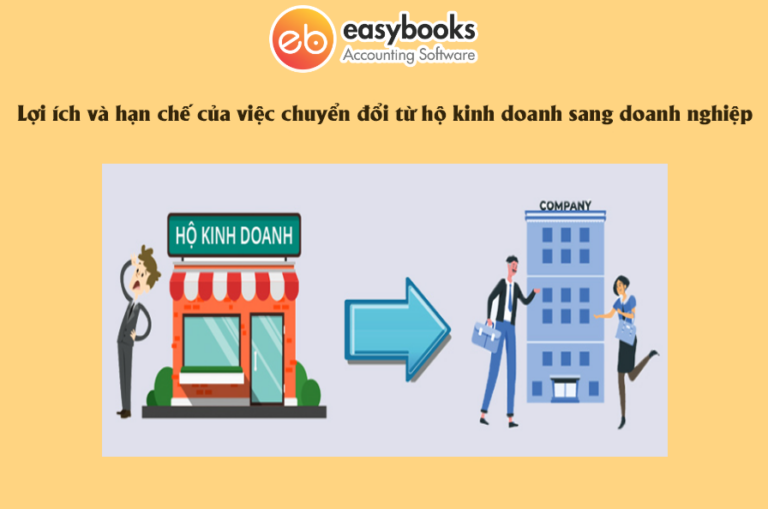 eb easybooks
Accounting Software
Lợi ích và hạn chế của việc chuyển đổi từ hộ kinh doanh sang doanh nghiệp
COMPANY
HỘ KINH DOANH